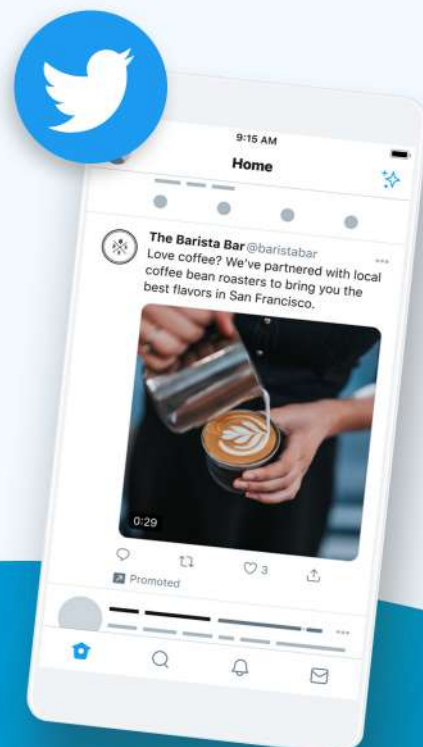 9:15 AM
Home
The Barista Bar @baristabar
Love coffee? We've partnered with local
coffee bean roasters to bring you the
best flavors in San Francisco.
0:29
3
Promoted